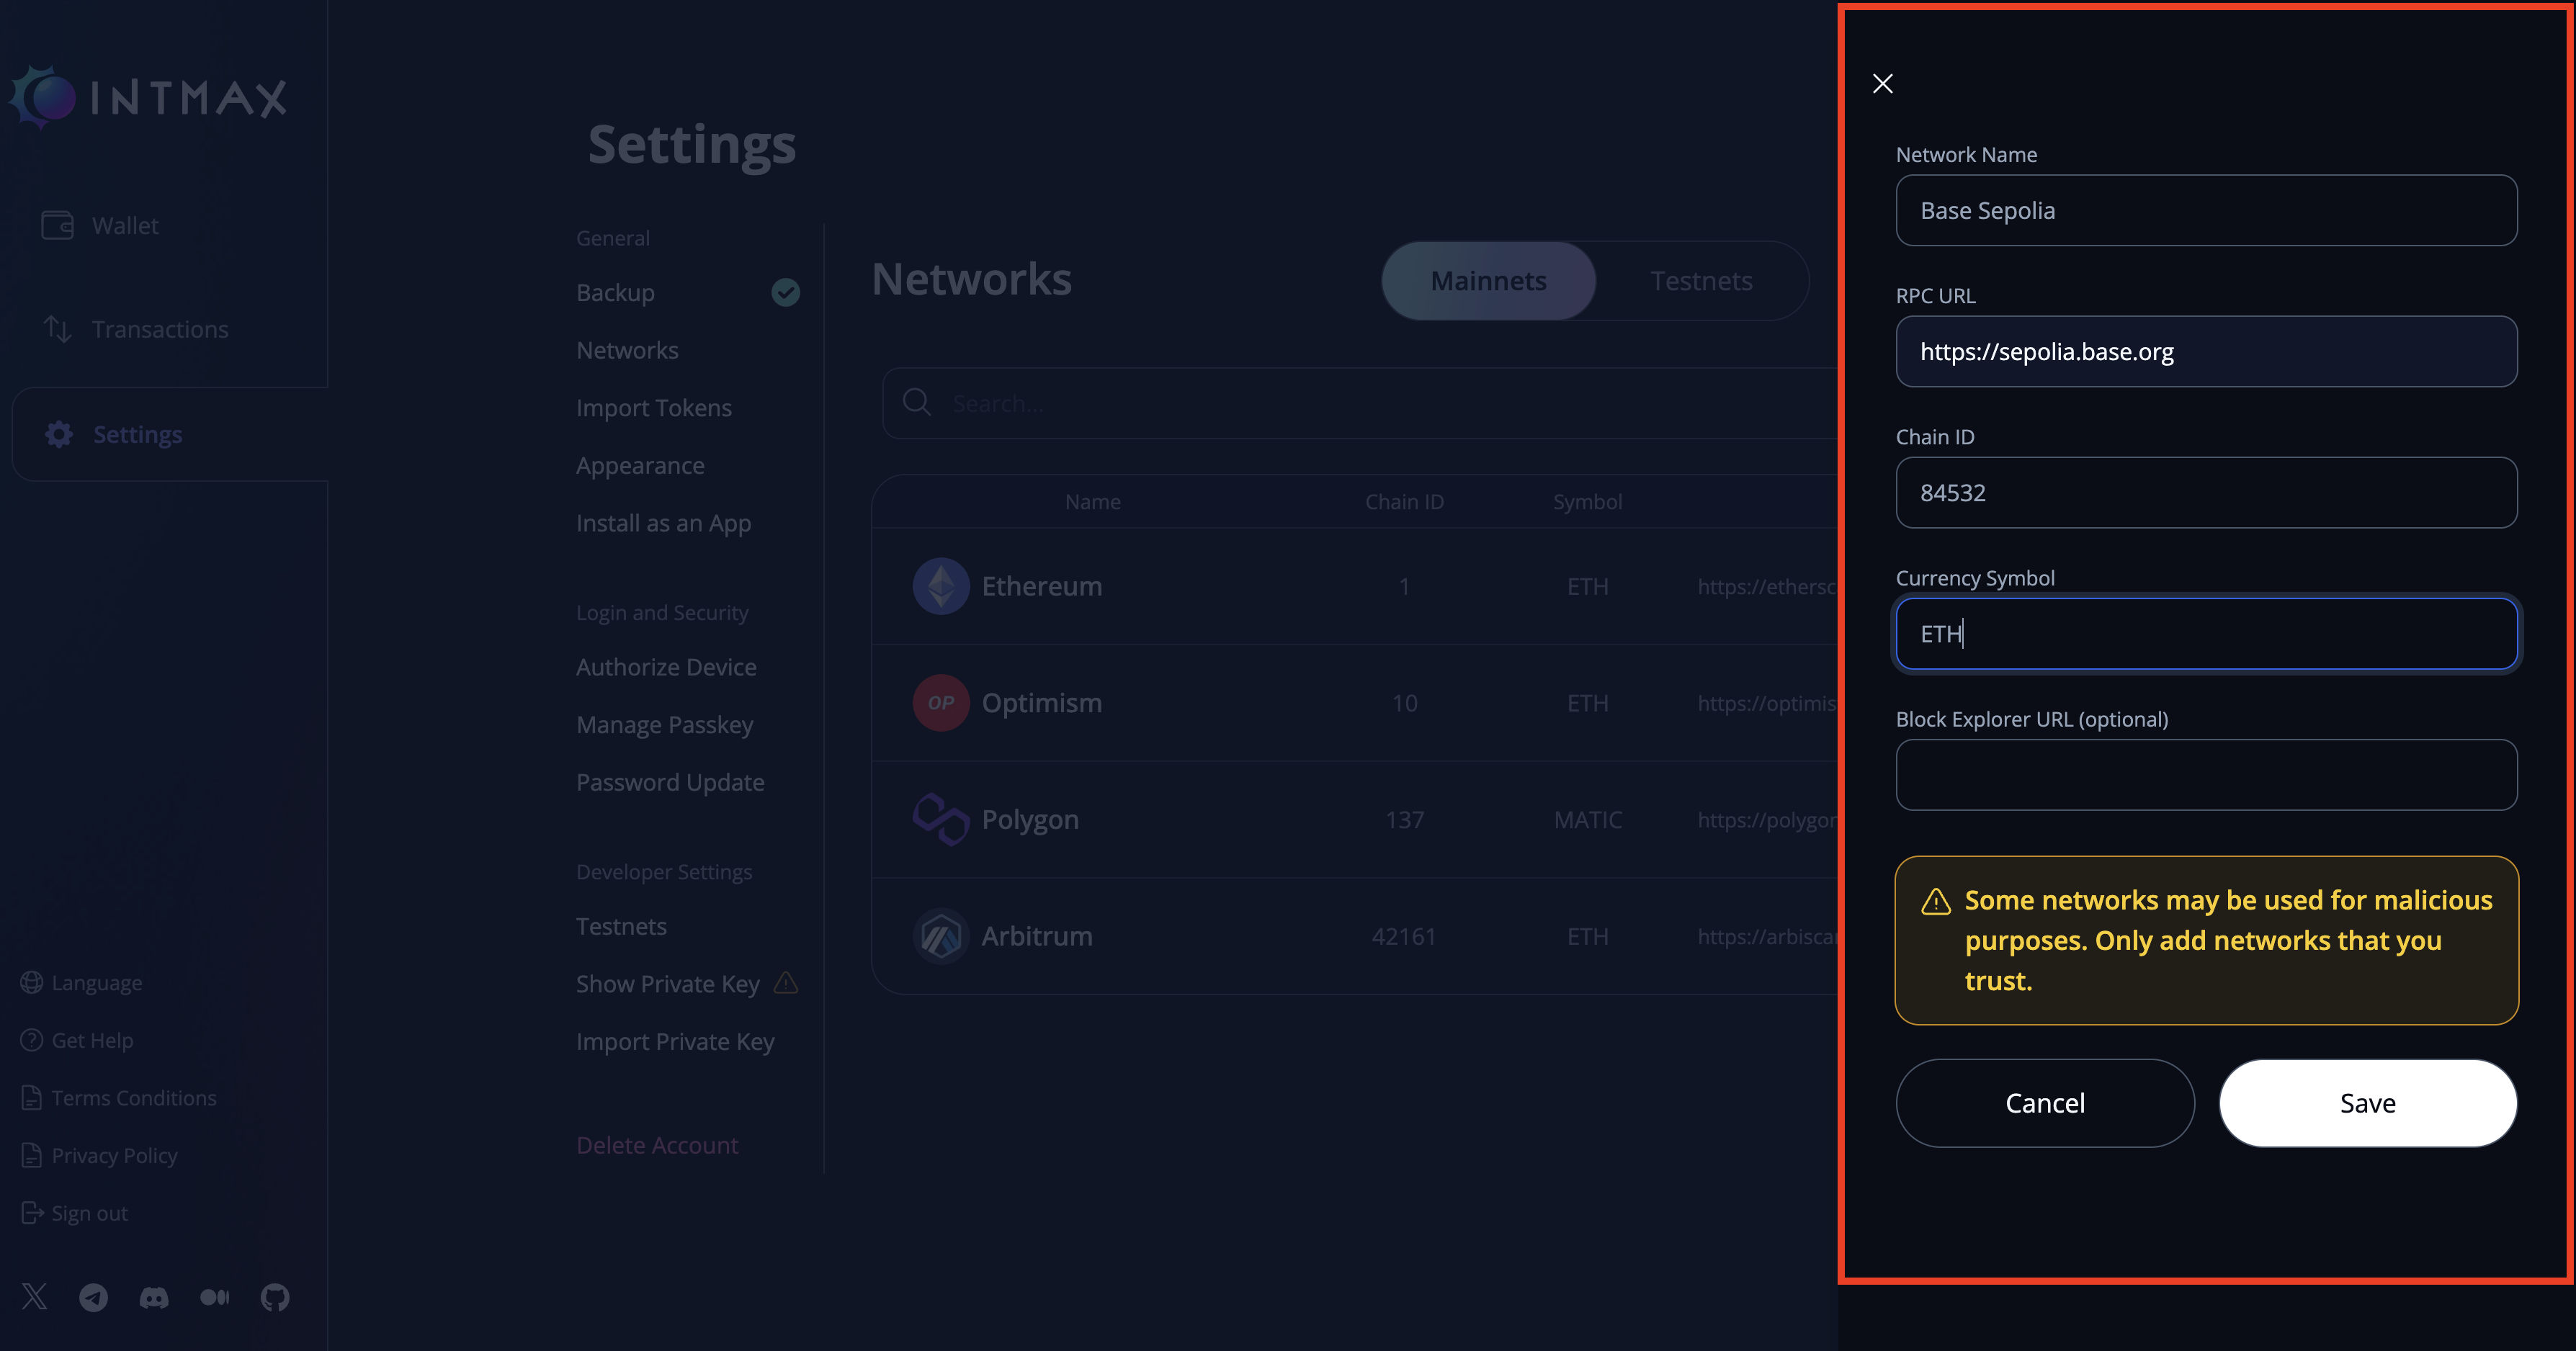 INTMAX
Wallet
Transactions
Settings
Language
Get Help
Terms Conditions
Privacy Policy
Sign out
Settings
General
Backup
Networks
Import Tokens
Appearance
Install as an App
Login and Security
Authorize Device
Manage Passkey
Password Update
Developer Settings
Testnets
Show Private Key
Import Private Key
Delete Account
Networks
Mainnets Testnets
Search...
Name Chain ID Symbol
Ethereum 1 ETH https://ethersc
OP Optimism 10 ETH https://optimis
Polygon 137 MATIC https://polygon
Arbitrum 42161 ETH https://arbiscan
Network Name
Base Sepolia
RPC URL
https://sepolia.base.org
Chain ID
84532
Currency Symbol
ETH
Block Explorer URL (optional)
Some networks may be used for malicious
purposes. Only add networks that you
trust.
Cancel Save